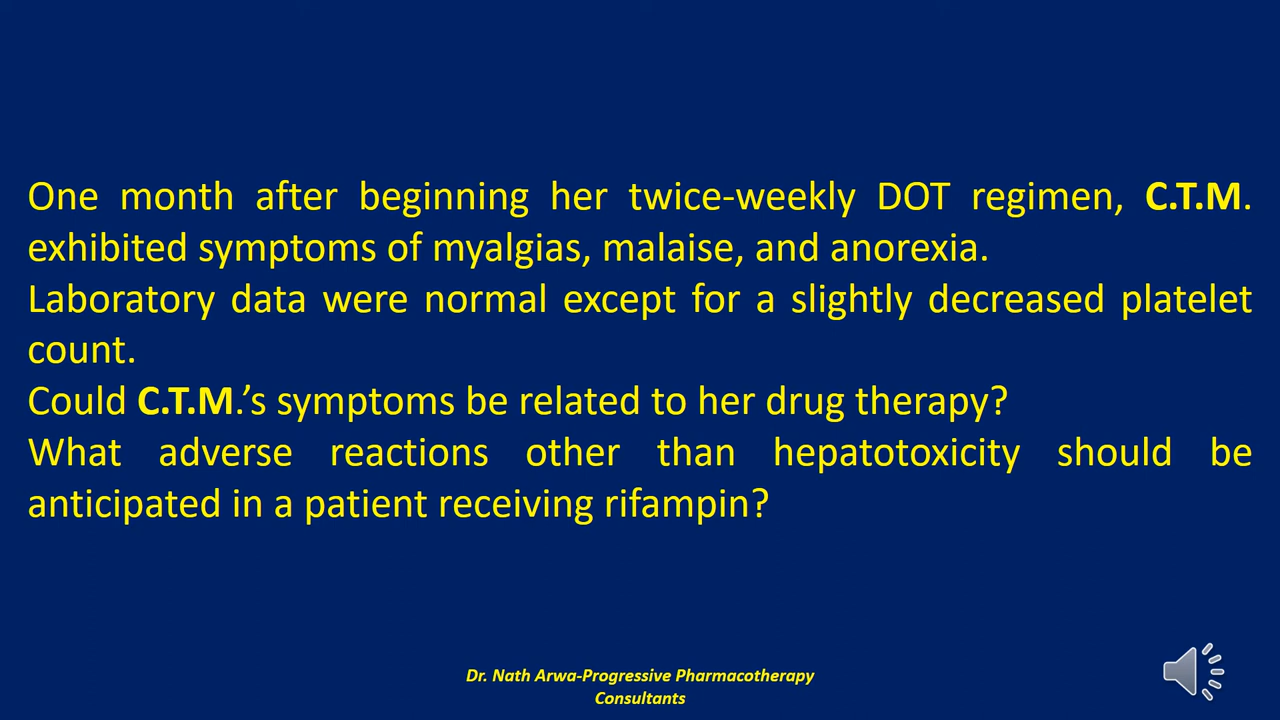 One month after beginning her twice-weekly DOT regimen, C.T.M.
exhibited symptoms of myalgias, malaise, and anorexia.
Laboratory data were normal except for a slightly decreased platelet
count.
Could C.T.M.’s symptoms be related to her drug therapy?
What adverse reactions other than hepatotoxicity should be
anticipated in a patient receiving rifampin?
Dr. Nath Arwa-Progressive Pharmacotherapy
Consultants